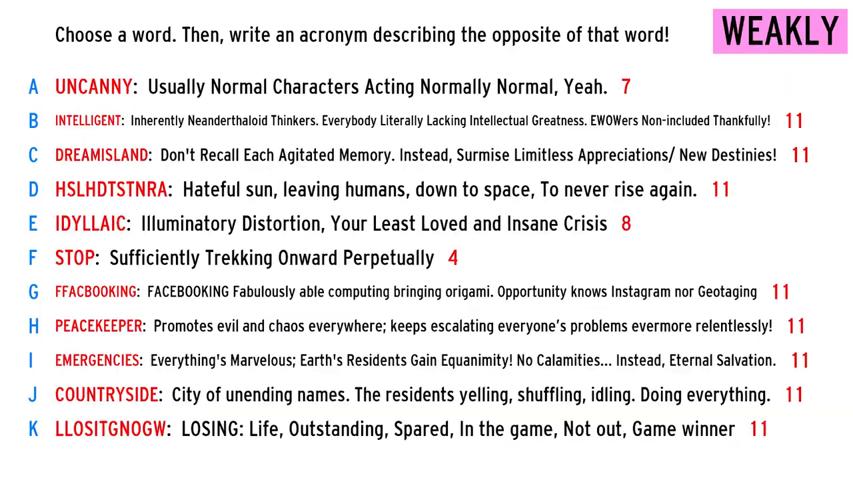 Choose a word. Then, write an acronym describing the opposite of that word!
WEAKLY
A UNCANNY: Usually Normal Characters Acting Normally Normal, Yeah. 7
B INTELLIGENT: Inherently Neanderthaloid Thinkers. Everybody Literally Lacking Intellectual Greatness. EWOWers Non-included Thankfully! 11
C DREAMISLAND: Don't Recall Each Agitated Memory. Instead, Surmise Limitless Appreciations/ New Destinies! 11
D HSLHDTSTNRA: Hateful sun, leaving humans, down to space, To never rise again. 11
E IDYLLAIC: Illuminatory Distortion, Your Least Loved and Insane Crisis 8
F STOP: Sufficiently Trekking Onward Perpetually 4
G FFACBOOKING: FACEBOOKING Fabulously able computing bringing origami. Opportunity knows Instagram nor Geotaging 11
H PEACEKEEPER: Promotes evil and chaos everywhere; keeps escalating everyone's problems evermore relentlessly! 11
I EMERGENCIES: Everything's Marvelous; Earth's Residents Gain Equanimity! No Calamities... Instead, Eternal Salvation. 11
J COUNTRYSIDE: City of unending names. The residents yelling, shuffling, idling. Doing everything. 11
K LLOSITGNOGW: LOSING: Life, Outstanding, Spared, In the game, Not out, Game winner 11